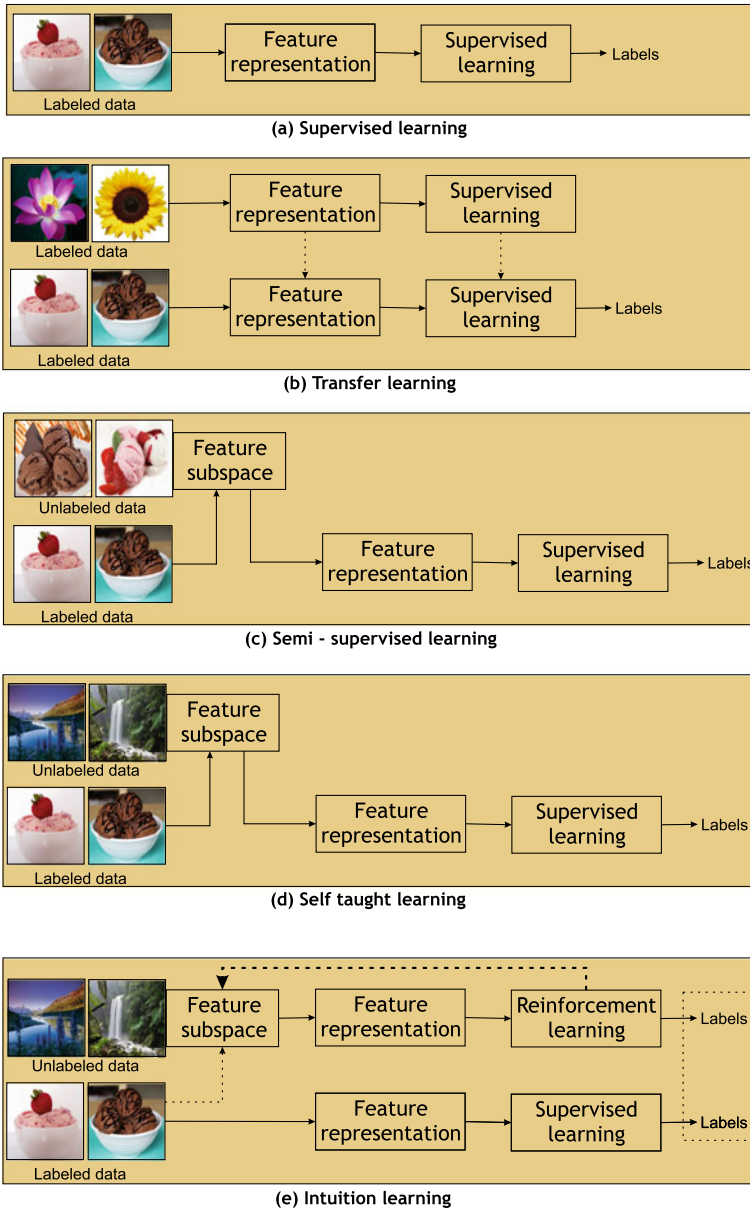 Feature
representation
Supervised
learning
Labels
Labeled data
(a) Supervised learning
Feature
representation
Supervised
learning
Labeled data
Feature
representation
Supervised
learning
Labels
Labeled data
(b) Transfer learning
Feature
subspace
Unlabeled data
Feature
representation
Supervised
learning
Labels
Labeled data
(c) Semi - supervised learning
Feature
subspace
Unlabeled data
Feature
representation
Supervised
learning
Labels
Labeled data
(d) Self taught learning
Feature
subspace
Feature
representation
Reinforcement
learning
Labels
Unlabeled data
Feature
representation
Supervised
learning
Labels
Labeled data
(e) Intuition learning